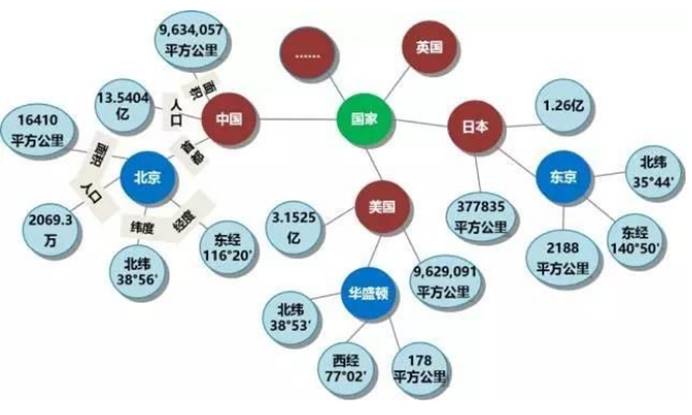 9,634,057
平方公里
......
英国
面积
13.5404
亿
人口
中国
国家
日本
1.26亿
16410
平方公里
首都
面积
北京
人口
北纬
35°44'
东京
377835
平方公里
美国
3.1525
亿
2069.3
万
纬度
经度
东经
116°20'
北纬
38°56'
2188
平方公里
东经
140°50'
9,629,091
平方公里
华盛顿
北纬
38°53'
西经
77°02'
178
平方公里